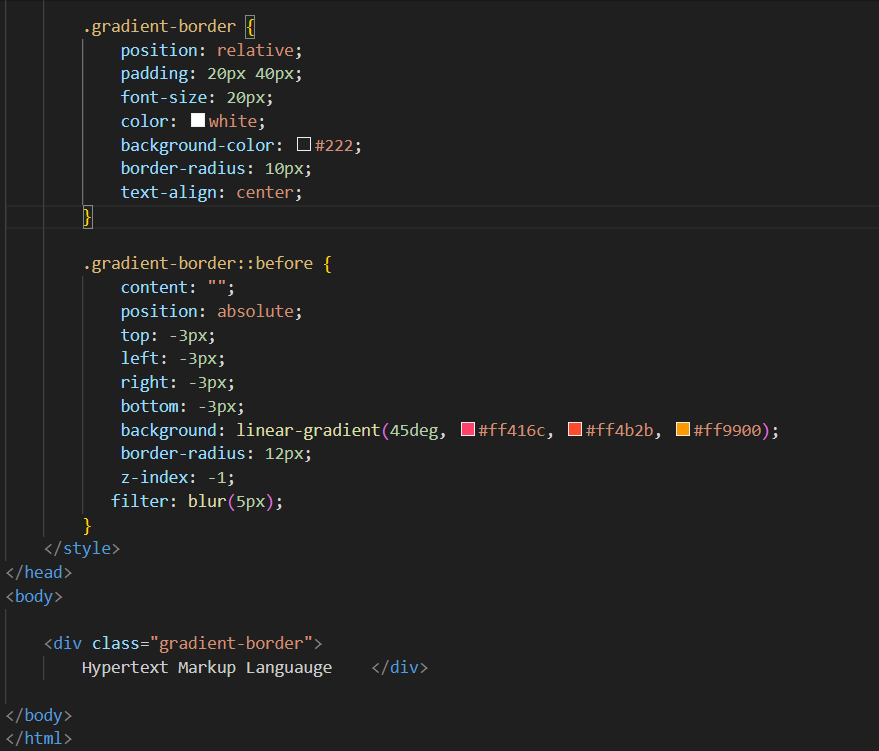 .gradient-border {
position: relative;
padding: 20px 40px;
font-size: 20px;
color: white;
background-color: #222;
border-radius: 10px;
text-align: center;
}
.gradient-border::before {
content: "";
position: absolute;
top: -3px;
left: -3px;
right: -3px;
bottom: -3px;
background: linear-gradient(45deg, #ff416c, #ff4b2b, #ff9900);
border-radius: 12px;
z-index: -1;
filter: blur(5px);
}
</style>
</head>
<body>
<div class="gradient-border">
Hypertext Markup Languauge    </div>
</body>
</html>